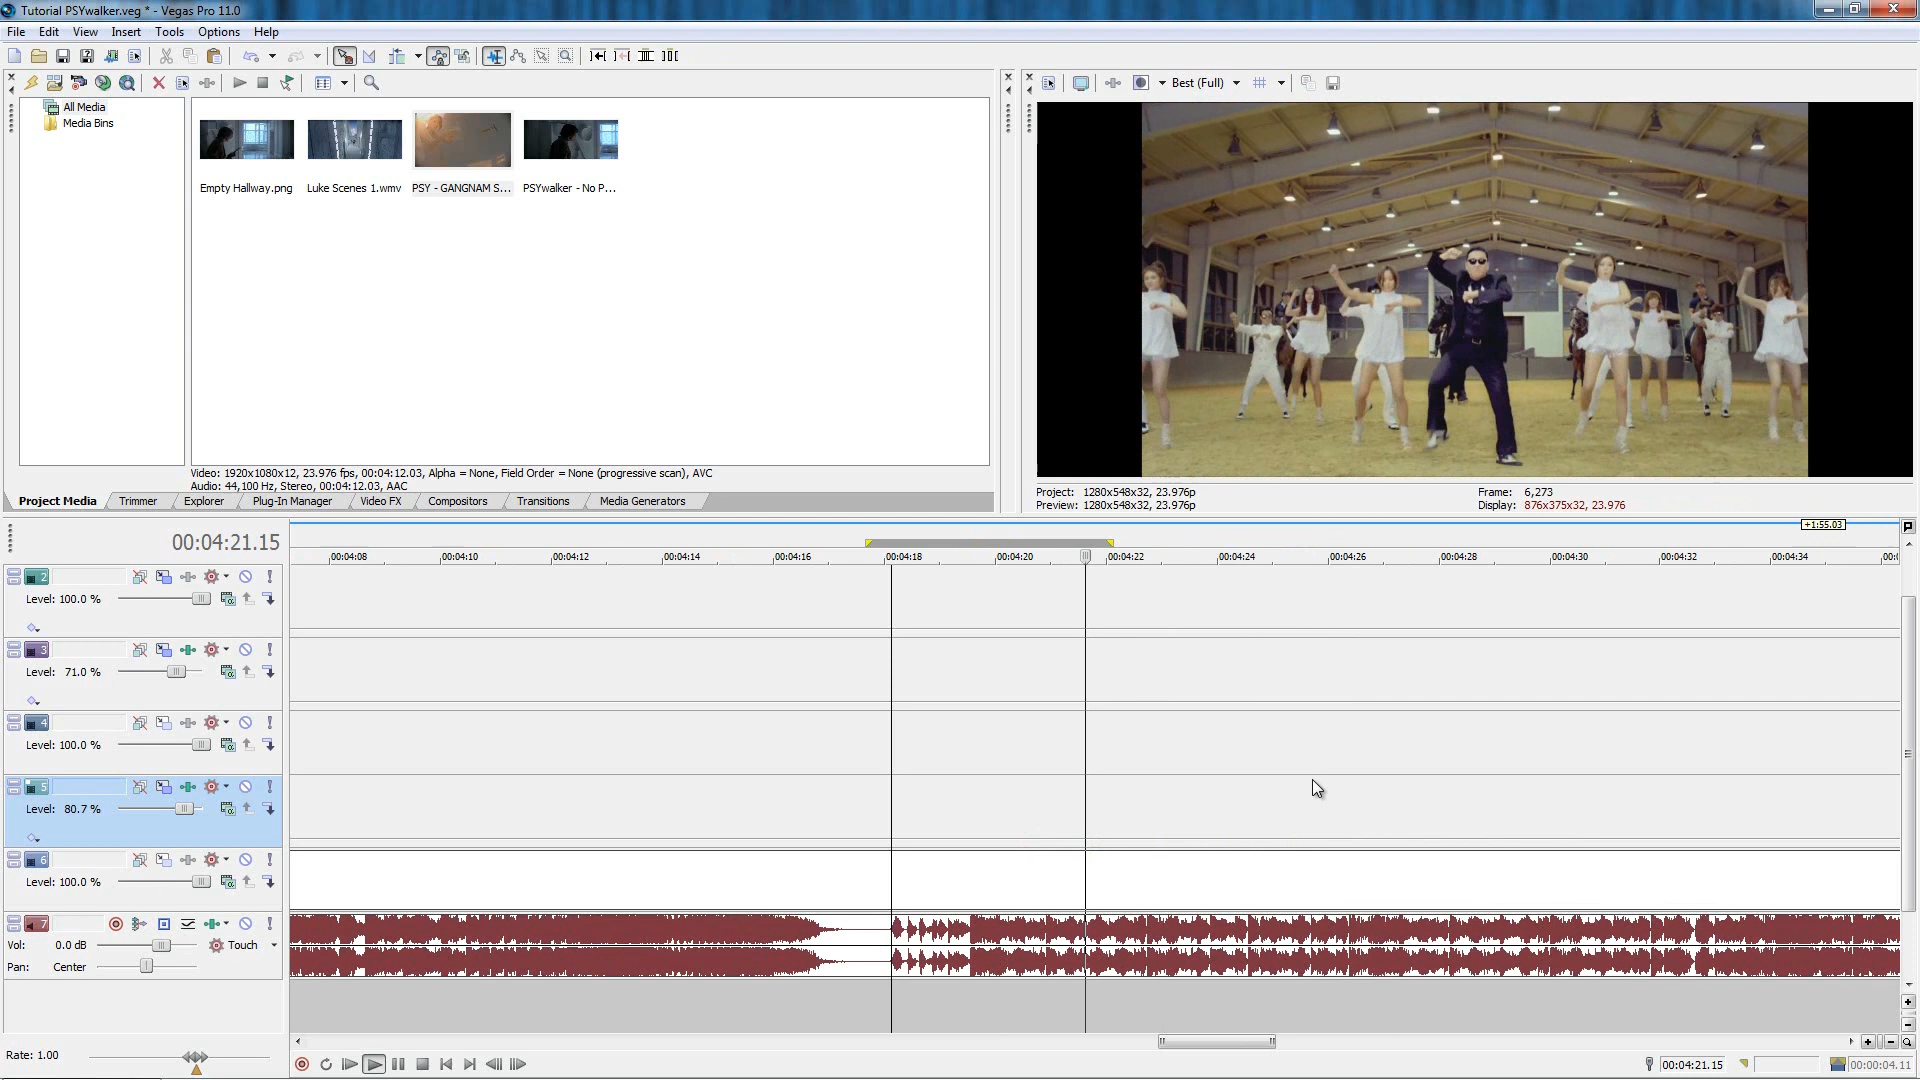 Tutorial PSYwalker.veg * - Vegas Pro 11.0
File Edit View Insert Tools Options Help
Best (Full)
All Media
Media Bins
Empty Hallway.png Luke Scenes 1.wmv PSY - GANGNAM S... PSYwalker - No P...
Video: 1920x1080x12, 23.976 fps, 00:04:12.03, Alpha = None, Field Order = None (progressive scan), AVC
Audio: 44,100 Hz, Stereo, 00:04:12.03, AAC
Project Media Trimmer Explorer Plug-In Manager Video FX Compositors Transitions Media Generators
Project: 1280x548x32, 23.976p Frame: 6,273
Preview: 1280x548x32, 23.976p Display: 876x375x32, 23.976
+1:55.03
00:04:21.15
00:04:08 00:04:10 00:04:12 00:04:14 00:04:16 00:04:18 00:04:20 00:04:22 00:04:24 00:04:26 00:04:28 00:04:30 00:04:32 00:04:34
2
Level: 100.0 %
3
Level: 71.0 %
4
Level: 100.0 %
5
Level: 80.7 %
6
Level: 100.0 %
7
Vol: 0.0 dB Touch
Pan: Center
Rate: 1.00
00:04:21.15 00:00:04.11